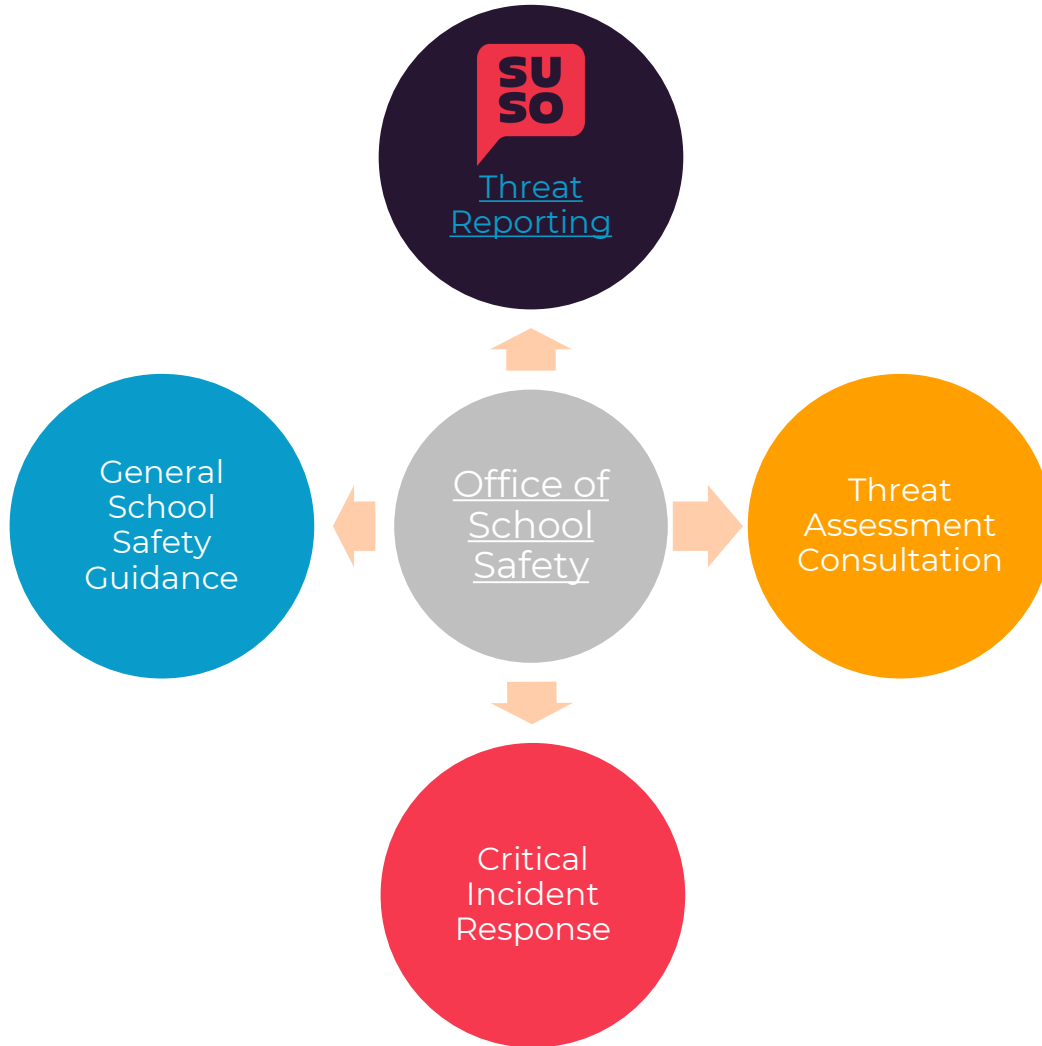 SU
SO
Threat
Reporting
General
School
Safety
Guidance
Office of
School
Safety
Threat
Assessment
Consultation
Critical
Incident
Response